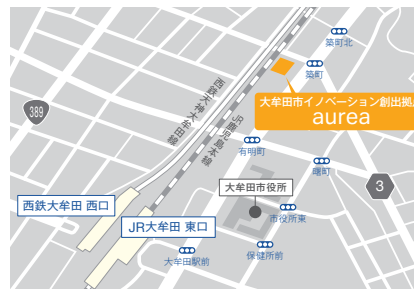 築町北
築町
大牟田市イノベーション創出拠
aurea
西鉄天神大牟田線
JR鹿児島本線
389
有明町
曙町
3
大牟田市役所
西鉄大牟田 西口
JR大牟田 東口
市役所東
大牟田駅前
保健所前